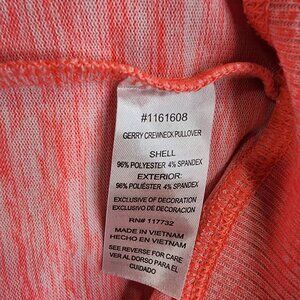 #1161608
GERRY CREWNECK PULLOVER
SHELL
96% POLYESTER 4% SPANDEX
EXTERIOR:
96% POLIÉSTER 4% SPANDEX
EXCLUSIVE OF DECORATION
EXCLUSIVO DE DECORACION
RN# 117732
MADE IN VIETNAM
HECHO EN VIETNAM
SEE REVERSE FOR CARE
VER AL DORSO PARA EL
CUIDADO